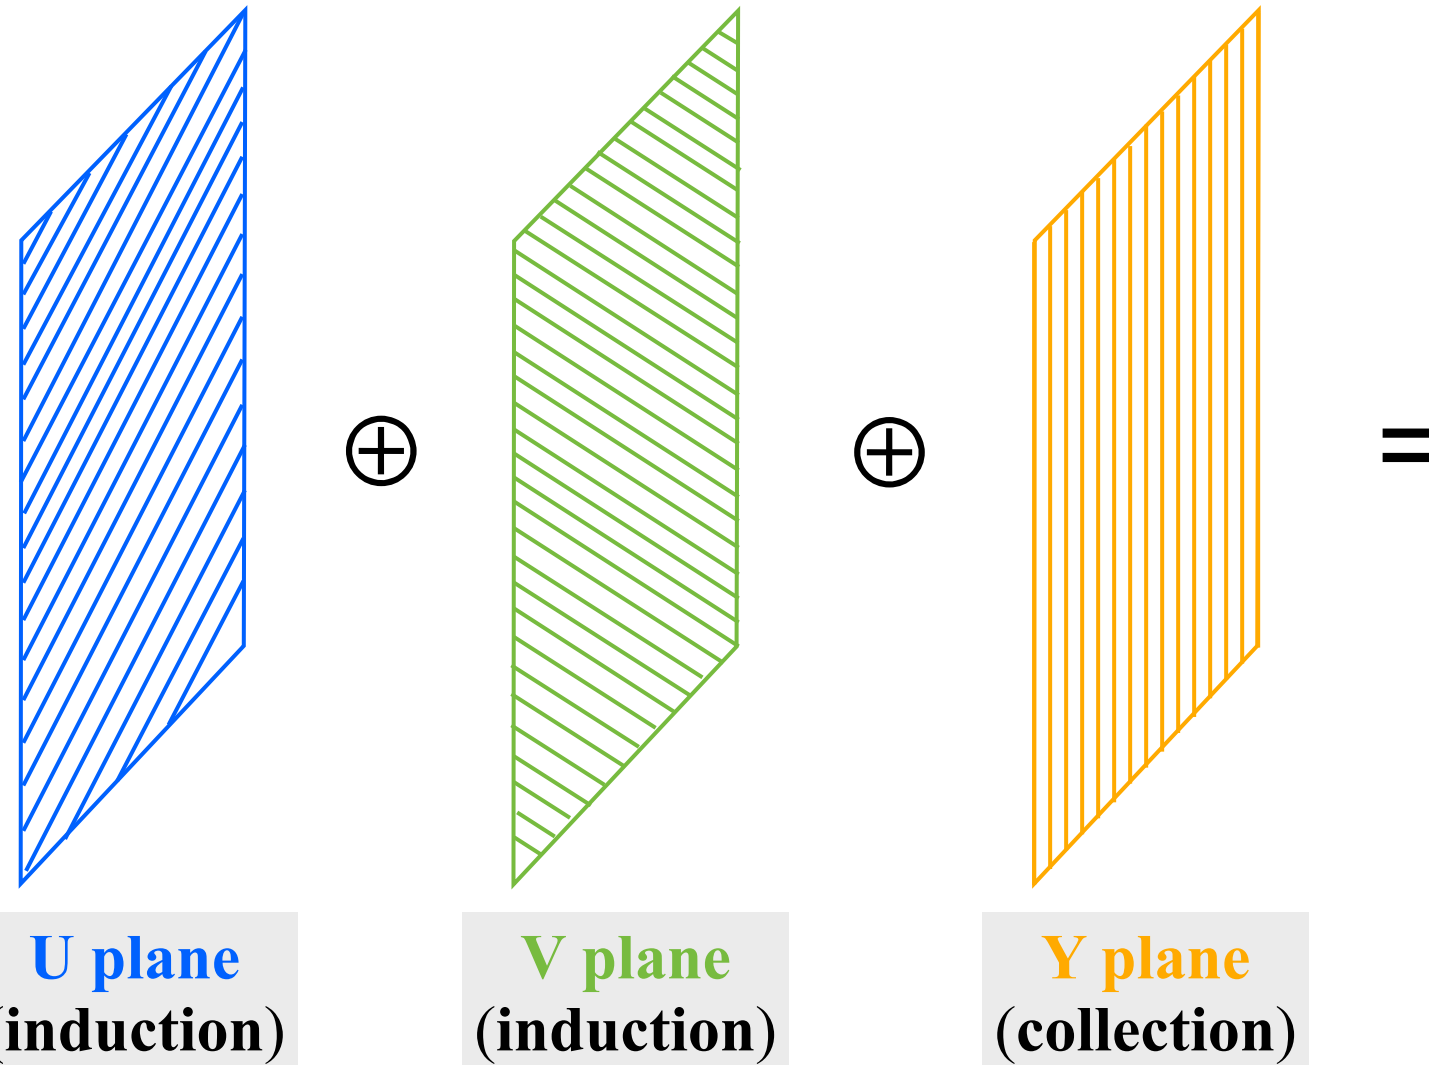 ⊕ ⊕ =
U plane V plane Y plane
(induction) (induction) (collection)